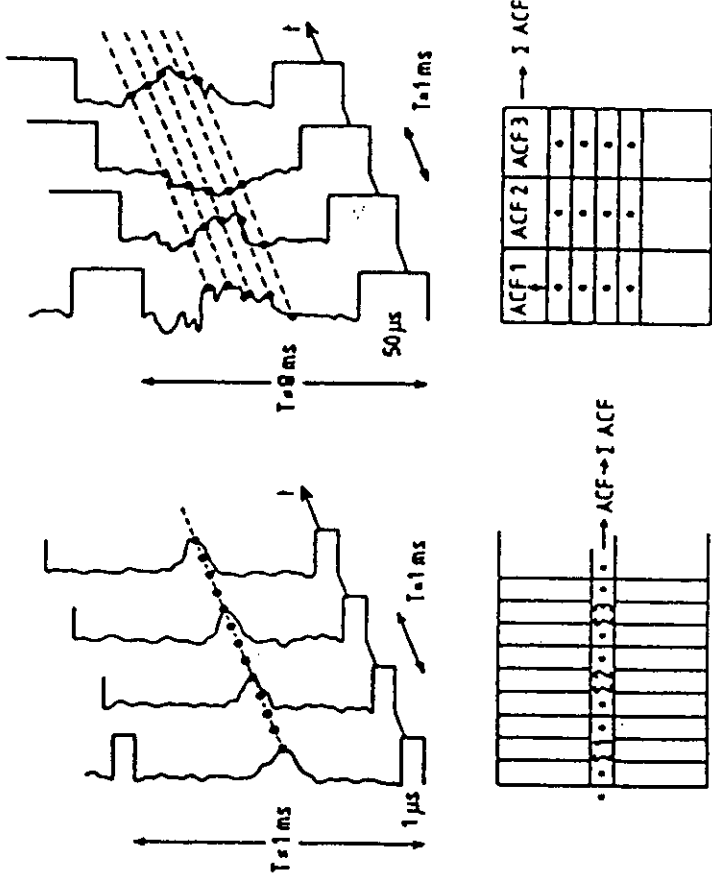 T=1ms
1μs
t
T=1ms
T=8ms
50μs
t
T=1ms
ACF→Σ ACF
ACF 1
ACF 2
ACF 3
→ Σ ACF